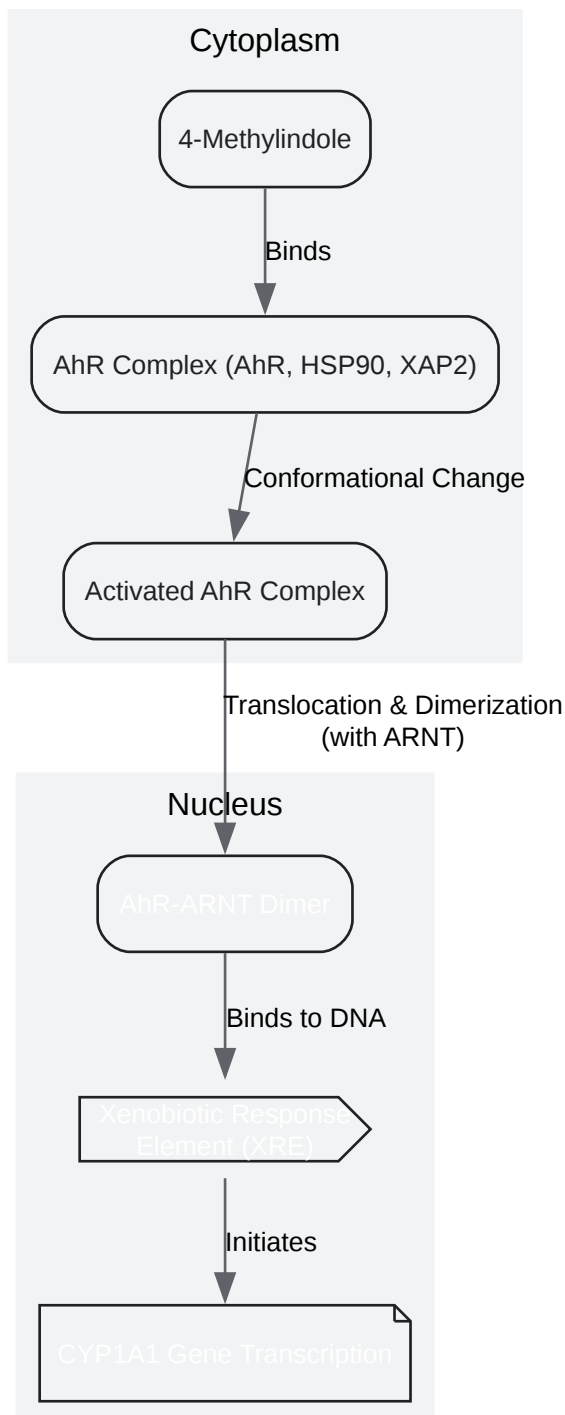 Cytoplasm
4-Methylindole
Binds
AhR Complex (AhR, HSP90, XAP2)
Conformational Change
Activated AhR Complex
Translocation & Dimerization
(with ARNT)
Nucleus
AhR-ARNT Dimer
Binds to DNA
Xenobiotic Response
Element (XRE)
Initiates
CYP1A1 Gene Transcription